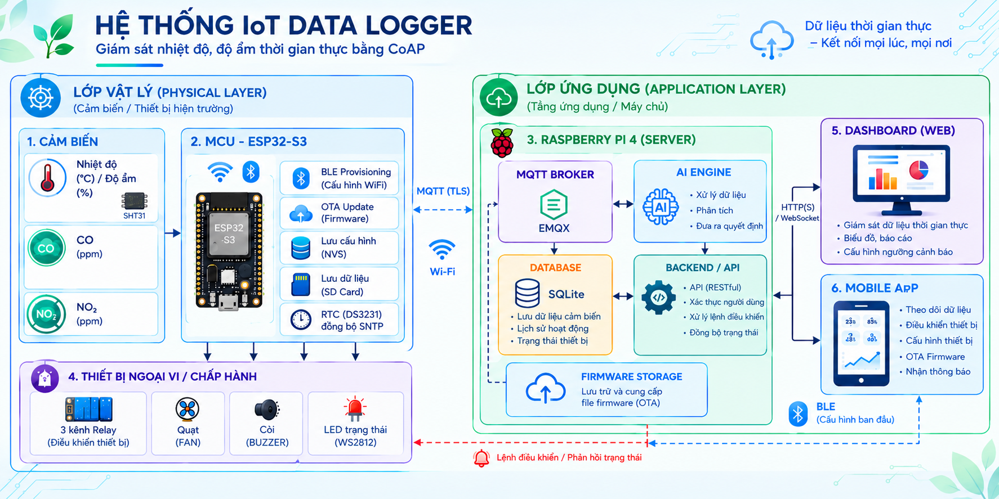 HỆ THỐNG IoT DATA LOGGER
Giám sát nhiệt độ, độ ẩm thời gian thực bằng CoAP
Dữ liệu thời gian thực
– Kết nối mọi lúc, mọi nơi
LỚP VẬT LÝ (PHYSICAL LAYER)
(Cảm biến / Thiết bị hiện trường)
1. CẢM BIẾN
Nhiệt độ
(°C) / Độ ẩm
(%)
SHT31
CO
CO
(ppm)
NO₂
NO₂
(ppm)
2. MCU - ESP32-S3
ESP32
-S3
BLE Provisioning
(Cấu hình WiFi)
OTA Update
(Firmware)
Lưu cấu hình
(NVS)
Lưu dữ liệu
(SD Card)
RTC (DS3231)
đồng bộ SNTP
4. THIẾT BỊ NGOẠI VI / CHẤP HÀNH
3 kênh Relay
(Điều khiển thiết bị)
Quạt
(FAN)
Còi
(BUZZER)
LED trạng thái
(WS2812)
MQTT (TLS)
Wi-Fi
LỚP ỨNG DỤNG (APPLICATION LAYER)
(Tầng ứng dụng / Máy chủ)
3. RASPBERRY PI 4 (SERVER)
MQTT BROKER
EMQX
AI ENGINE
AI
• Xử lý dữ liệu
• Phân tích
• Đưa ra quyết định
DATABASE
SQLite
• Lưu dữ liệu cảm biến
• Lịch sử hoạt động
• Trạng thái thiết bị
BACKEND / API
</>
• API (RESTful)
• Xác thực người dùng
• Xử lý lệnh điều khiển
• Đồng bộ trạng thái
FIRMWARE STORAGE
Lưu trữ và cung cấp
file firmware (OTA)
HTTP(S)
/ WebSocket
5. DASHBOARD (WEB)
• Giám sát dữ liệu thời gian thực
• Biểu đồ, báo cáo
• Cấu hình ngưỡng cảnh báo
6. MOBILE APP
• Theo dõi dữ liệu
• Điều khiển thiết bị
• Cấu hình thiết bị
• OTA Firmware
• Nhận thông báo
BLE
(Cấu hình ban đầu)
Lệnh điều khiển / Phản hồi trạng thái